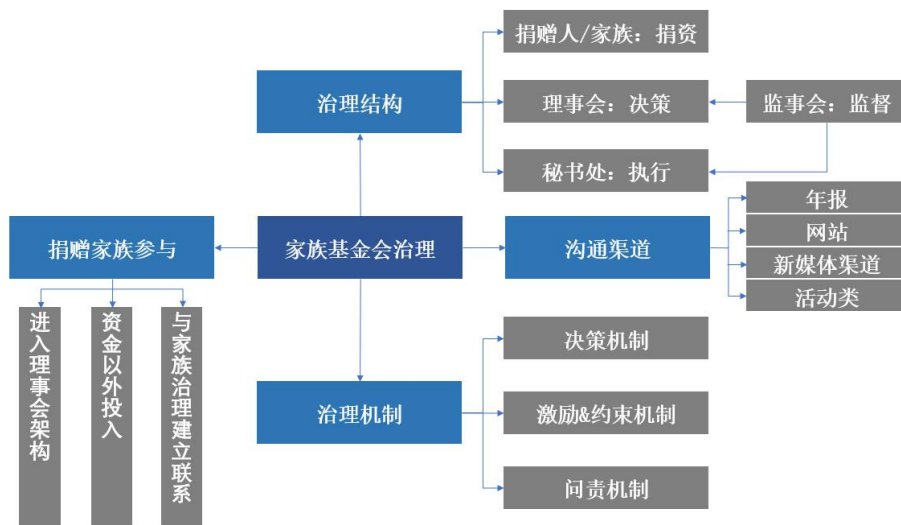 捐赠人/家族：捐资
治理结构
理事会：决策
监事会：监督
秘书处：执行
年报
捐赠家族参与
家族基金会治理
沟通渠道
网站
新媒体渠道
活动类
进入理事会架构
资金以外投入
与家族治理建立联系
决策机制
治理机制
激励&约束机制
问责机制